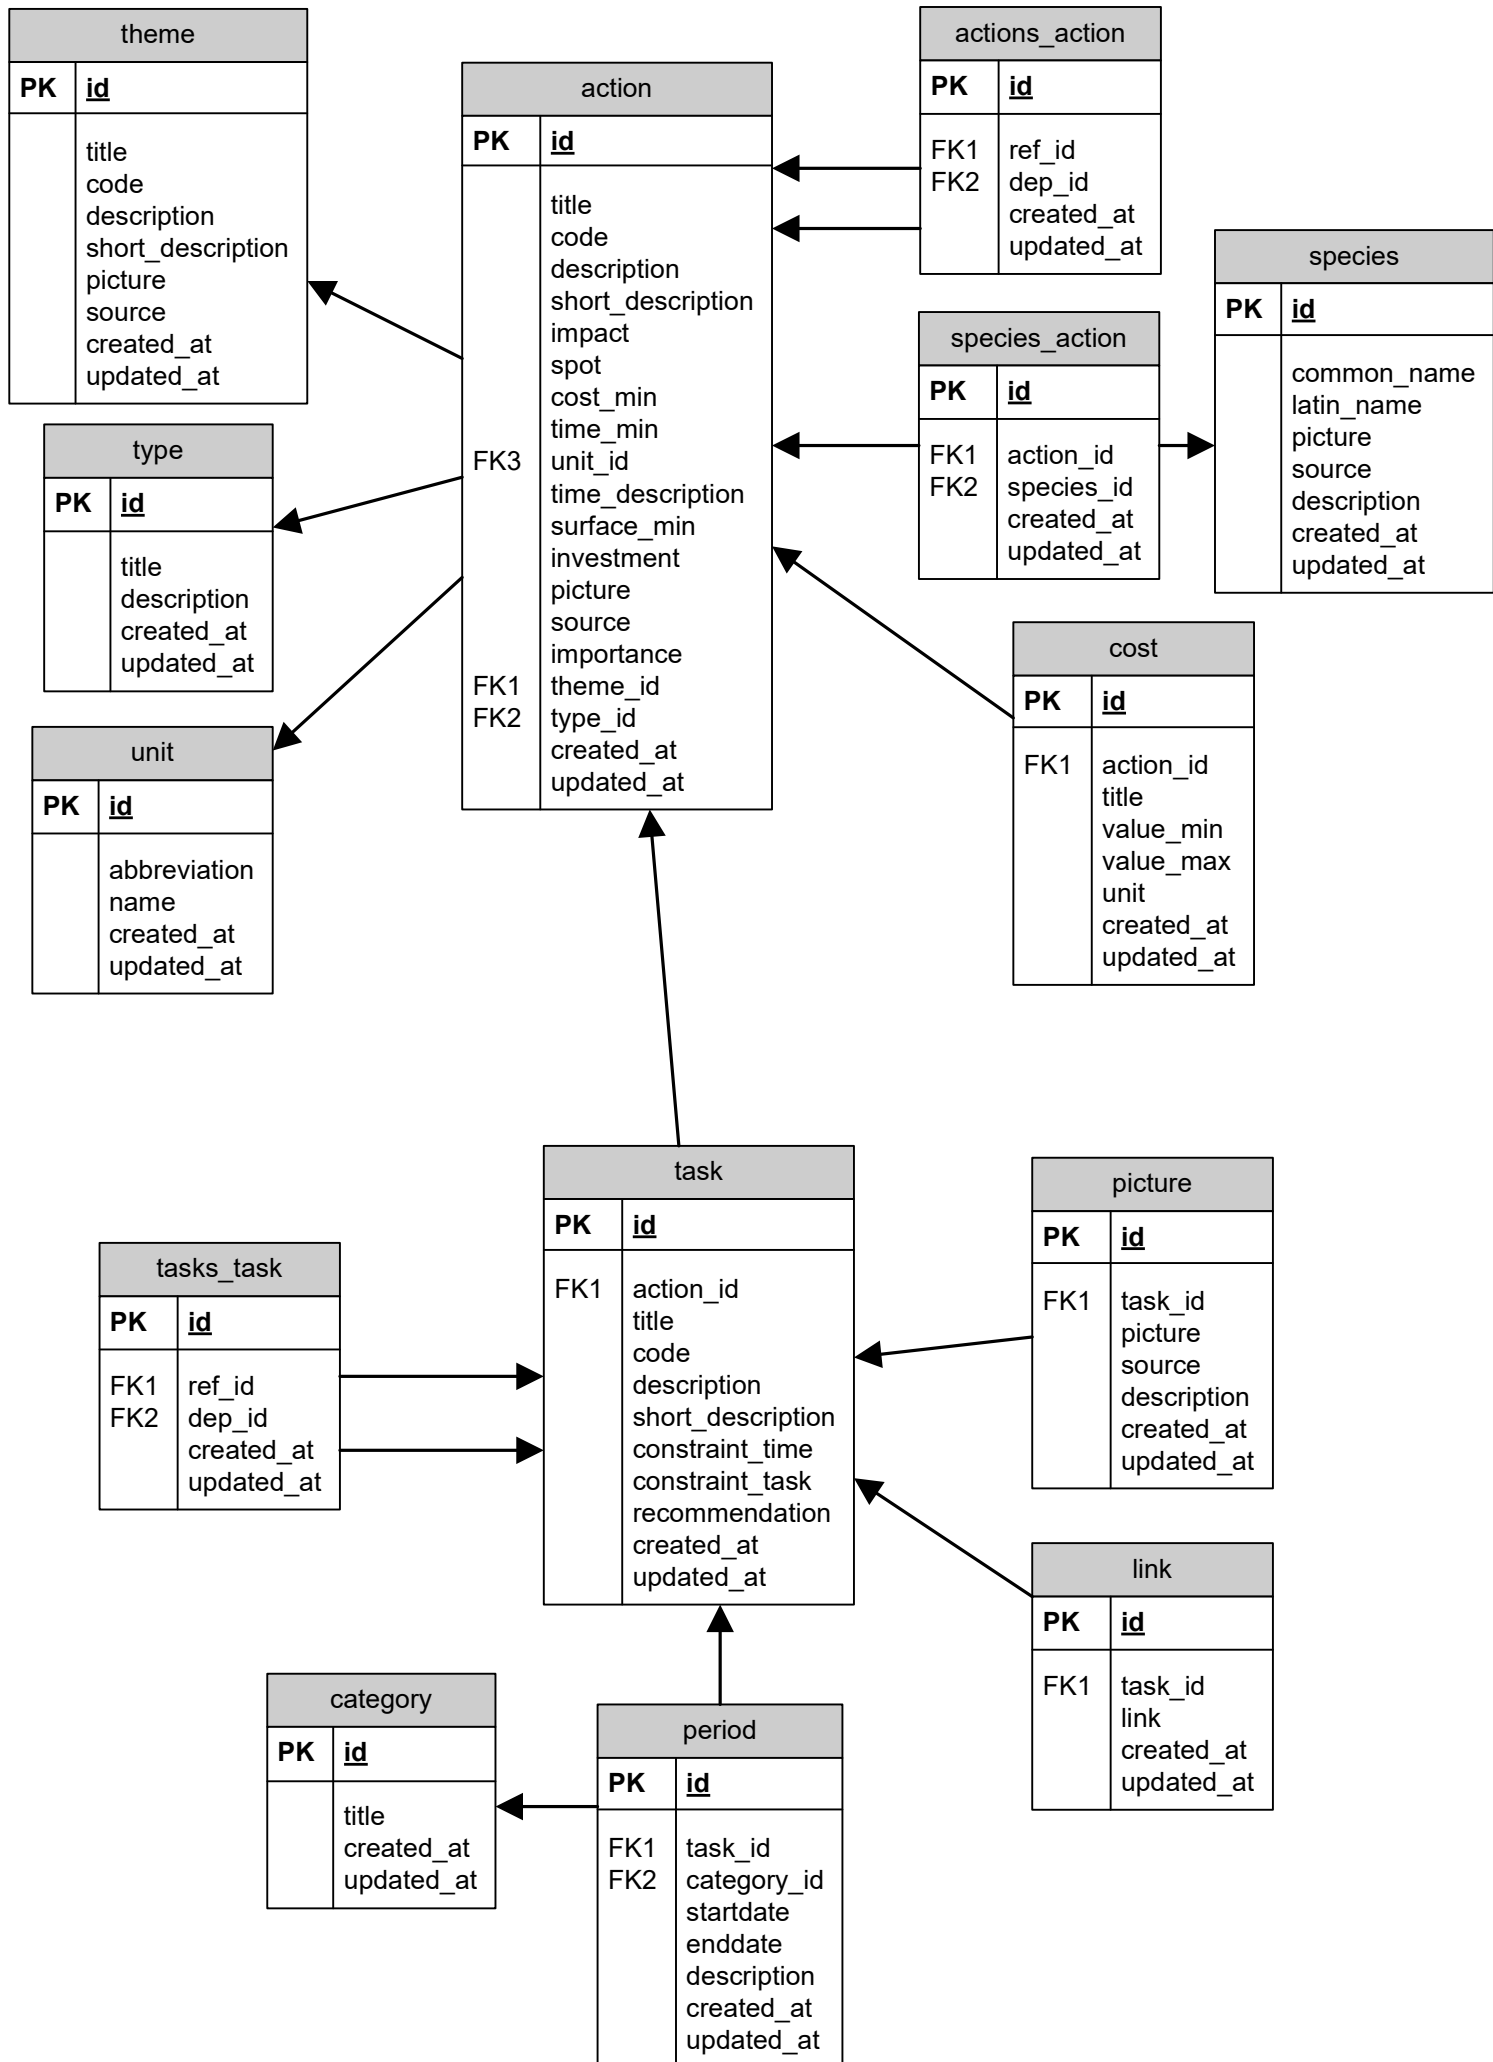 theme
PK id
title
code
description
short_description
picture
source
created_at
updated_at
type
PK id
title
description
created_at
updated_at
unit
PK id
abbreviation
name
created_at
updated_at
action
PK id
title
code
description
short_description
impact
spot
cost_min
time_min
FK3 unit_id
time_description
surface_min
investment
picture
source
importance
FK1 theme_id
FK2 type_id
created_at
updated_at
actions_action
PK id
FK1 ref_id
FK2 dep_id
created_at
updated_at
species_action
PK id
FK1 action_id
FK2 species_id
created_at
updated_at
species
PK id
common_name
latin_name
picture
source
description
created_at
updated_at
cost
PK id
FK1 action_id
title
value_min
value_max
unit
created_at
updated_at
task
PK id
FK1 action_id
title
code
description
short_description
constraint_time
constraint_task
recommendation
created_at
updated_at
tasks_task
PK id
FK1 ref_id
FK2 dep_id
created_at
updated_at
picture
PK id
FK1 task_id
picture
source
description
created_at
updated_at
link
PK id
FK1 task_id
link
created_at
updated_at
category
PK id
title
created_at
updated_at
period
PK id
FK1 task_id
FK2 category_id
startdate
enddate
description
created_at
updated_at